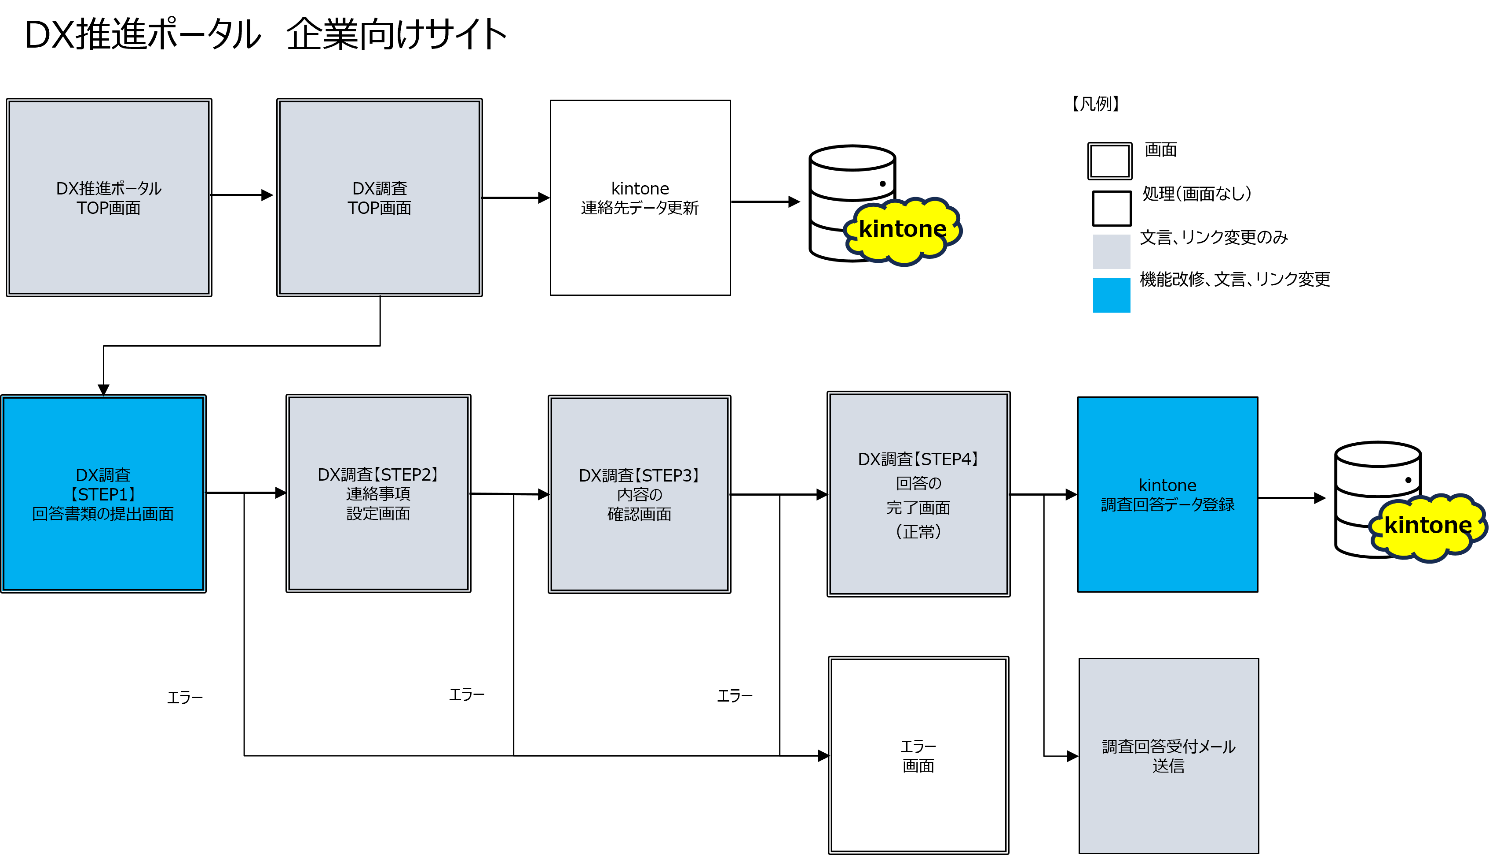 DX推進ポータル 企業向けサイト
DX推進ポータル
TOP画面
DX調査
TOP画面
kintone
連絡先データ更新
kintone
【凡例】
画面
処理(画面なし)
文言、リンク変更のみ
機能改修、文言、リンク変更
DX調査
【STEP1】
回答書類の提出画面
DX調査【STEP2】
連絡事項
設定画面
DX調査【STEP3】
内容の
確認画面
DX調査【STEP4】
回答の
完了画面
(正常)
kintone
調査回答データ登録
kintone
エラー
エラー
エラー
エラー
画面
調査回答受付メール
送信